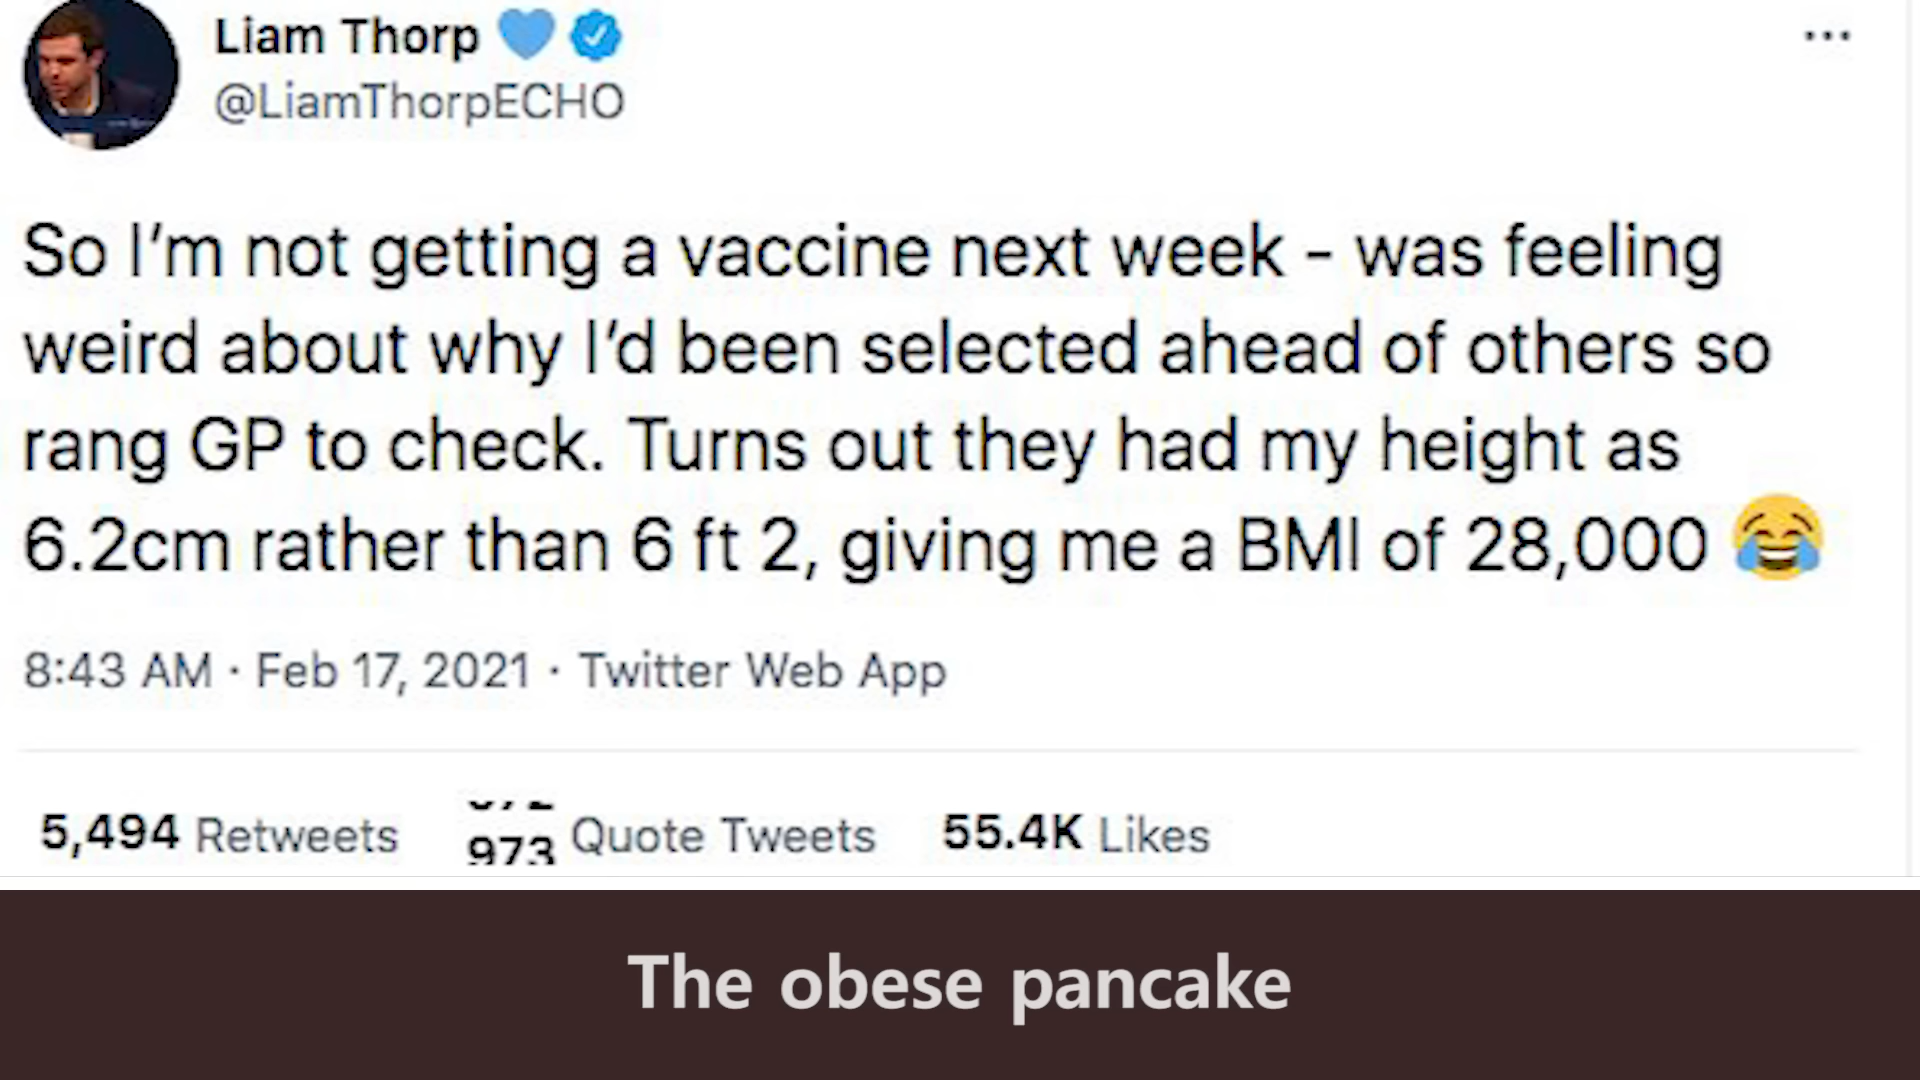 Liam Thorp 💙
@LiamThorpECHO
So I'm not getting a vaccine next week - was feeling
weird about why I'd been selected ahead of others so
rang GP to check. Turns out they had my height as
6.2cm rather than 6 ft 2, giving me a BMI of 28,000 😂
8:43 AM · Feb 17, 2021 · Twitter Web App
5,494 Retweets 973 Quote Tweets 55.4K Likes
The obese pancake